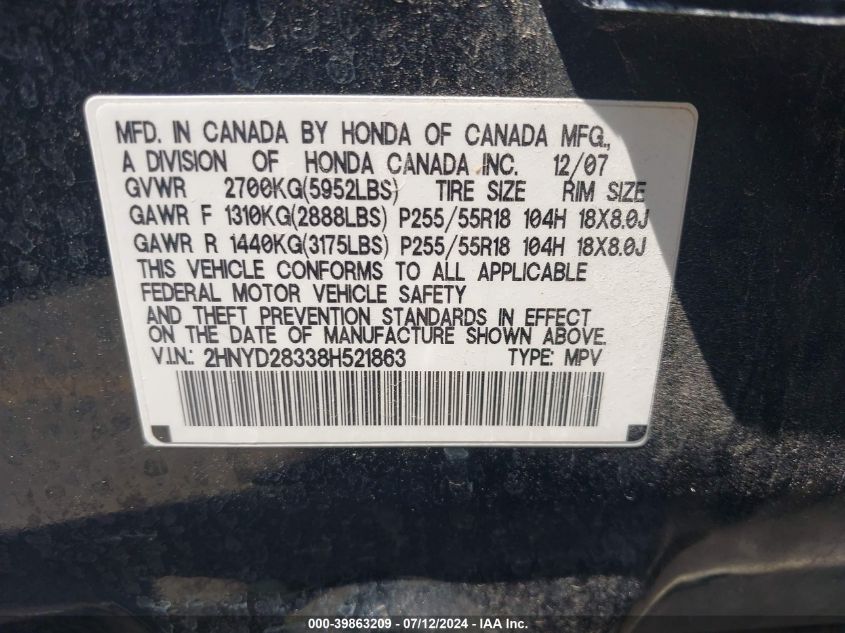 MFD. IN CANADA BY HONDA OF CANADA MFG.,
A DIVISION OF HONDA CANADA INC. 12/07
GVWR 2700KG(5952LBS) TIRE SIZE RIM SIZE
GAWR F 1310KG(2888LBS) P255/55R18 104H 18X8.0J
GAWR R 1440KG(3175LBS) P255/55R18 104H 18X8.0J
THIS VEHICLE CONFORMS TO ALL APPLICABLE
FEDERAL MOTOR VEHICLE SAFETY
AND THEFT PREVENTION STANDARDS IN EFFECT
ON THE DATE OF MANUFACTURE SHOWN ABOVE.
V.I.N.: 2HNYD28338H521863 TYPE: MPV
000-39863209 - 07/12/2024 - IAA Inc.